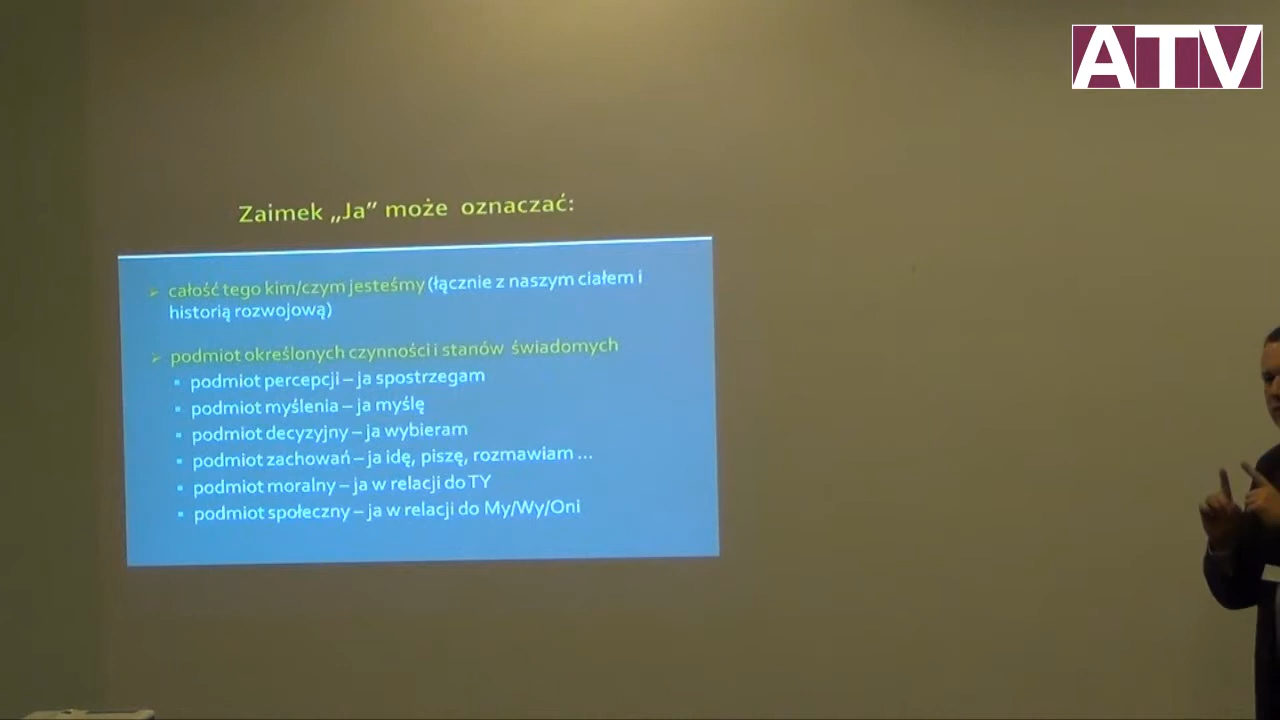 ATV
Zaimek „Ja” może oznaczać:
➢ całość tego kim/czym jesteśmy (łącznie z naszym ciałem i
historią rozwojową)
➢ podmiot określonych czynności i stanów świadomych
▪ podmiot percepcji – ja spostrzegam
▪ podmiot myślenia – ja myślę
▪ podmiot decyzyjny – ja wybieram
▪ podmiot zachowań – ja idę, piszę, rozmawiam ...
▪ podmiot moralny – ja w relacji do TY
▪ podmiot społeczny – ja w relacji do My/Wy/Oni